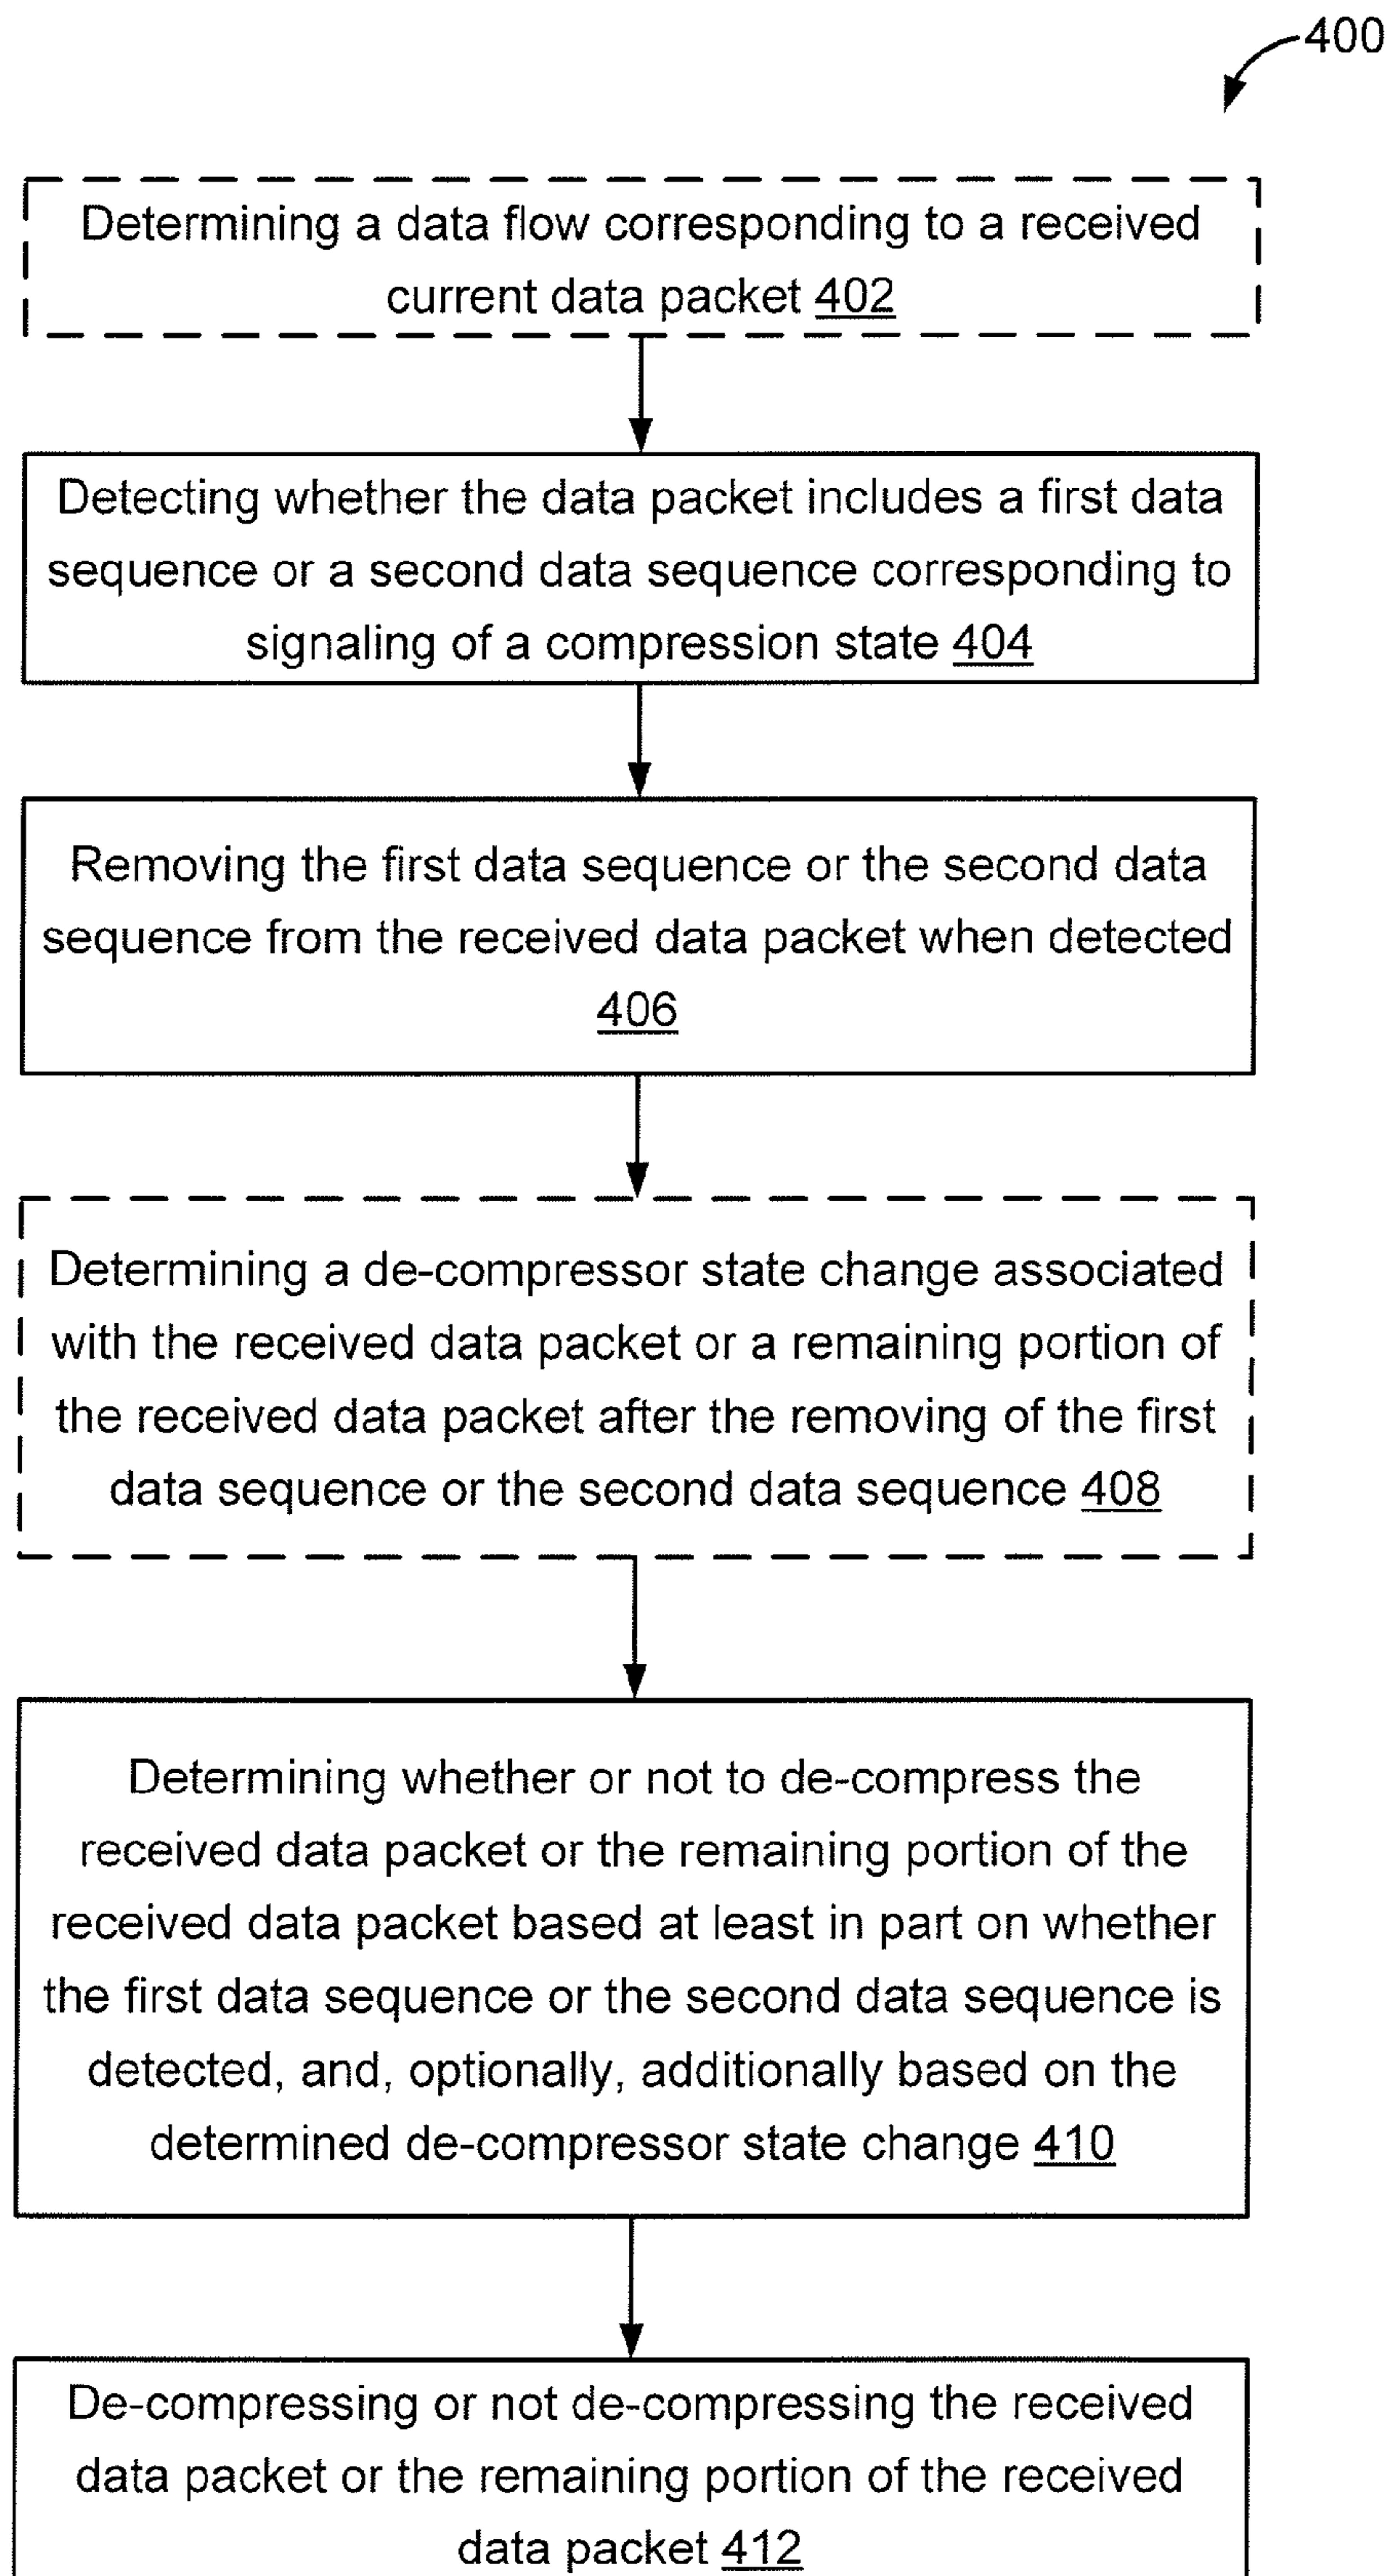 400
Determining a data flow corresponding to a received
current data packet 402
Detecting whether the data packet includes a first data
sequence or a second data sequence corresponding to
signaling of a compression state 404
Removing the first data sequence or the second data
sequence from the received data packet when detected
406
Determining a de-compressor state change associated
with the received data packet or a remaining portion of
the received data packet after the removing of the first
data sequence or the second data sequence 408
Determining whether or not to de-compress the
received data packet or the remaining portion of the
received data packet based at least in part on whether
the first data sequence or the second data sequence is
detected, and, optionally, additionally based on the
determined de-compressor state change 410
De-compressing or not de-compressing the received
data packet or the remaining portion of the received
data packet 412